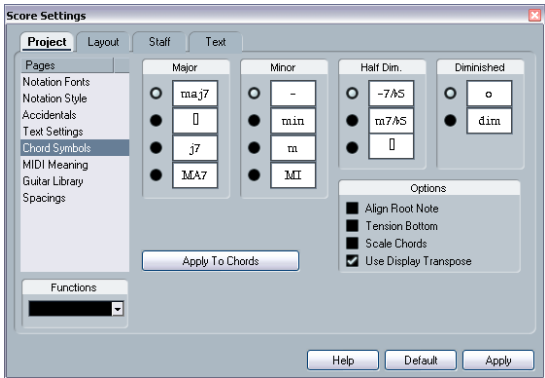 Score Settings
Project Layout Staff Text
Pages
Notation Fonts
Notation Style
Accidentals
Text Settings
Chord Symbols
MIDI Meaning
Guitar Library
Spacings
Functions
Major
maj7
j7
MA7
Minor
-
min
m
MI
Half Dim.
-7/b5
m7/b5
Diminished
o
dim
Options
Align Root Note
Tension Bottom
Scale Chords
Use Display Transpose
Apply To Chords
Help Default Apply